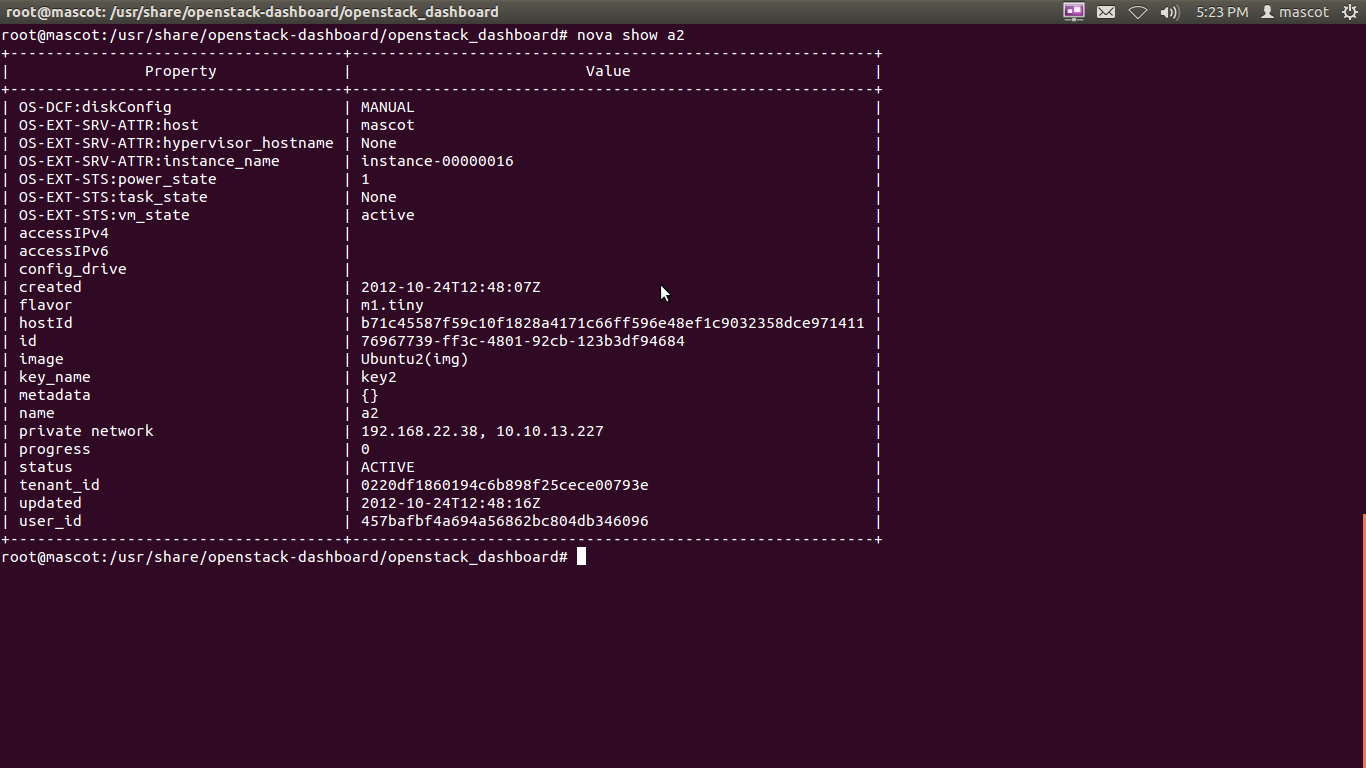 root@mascot: /usr/share/openstack-dashboard/openstack_dashboard 5:23 PM mascot
root@mascot:/usr/share/openstack-dashboard/openstack_dashboard# nova show a2
+-------------------------------------+----------------------------------------------------------+
| Property | Value |
+-------------------------------------+----------------------------------------------------------+
| OS-DCF:diskConfig | MANUAL |
| OS-EXT-SRV-ATTR:host | mascot |
| OS-EXT-SRV-ATTR:hypervisor_hostname | None |
| OS-EXT-SRV-ATTR:instance_name | instance-00000016 |
| OS-EXT-STS:power_state | 1 |
| OS-EXT-STS:task_state | None |
| OS-EXT-STS:vm_state | active |
| accessIPv4 | |
| accessIPv6 | |
| config_drive | |
| created | 2012-10-24T12:48:07Z |
| flavor | m1.tiny |
| hostId | b71c45587f59c10f1828a4171c66ff596e48ef1c9032358dce971411 |
| id | 76967739-ff3c-4801-92cb-123b3df94684 |
| image | Ubuntu2(img) |
| key_name | key2 |
| metadata | {} |
| name | a2 |
| private network | 192.168.22.38, 10.10.13.227 |
| progress | 0 |
| status | ACTIVE |
| tenant_id | 0220df1860194c6b898f25cece00793e |
| updated | 2012-10-24T12:48:16Z |
| user_id | 457bafbf4a694a56862bc804db346096 |
+-------------------------------------+----------------------------------------------------------+
root@mascot:/usr/share/openstack-dashboard/openstack_dashboard#